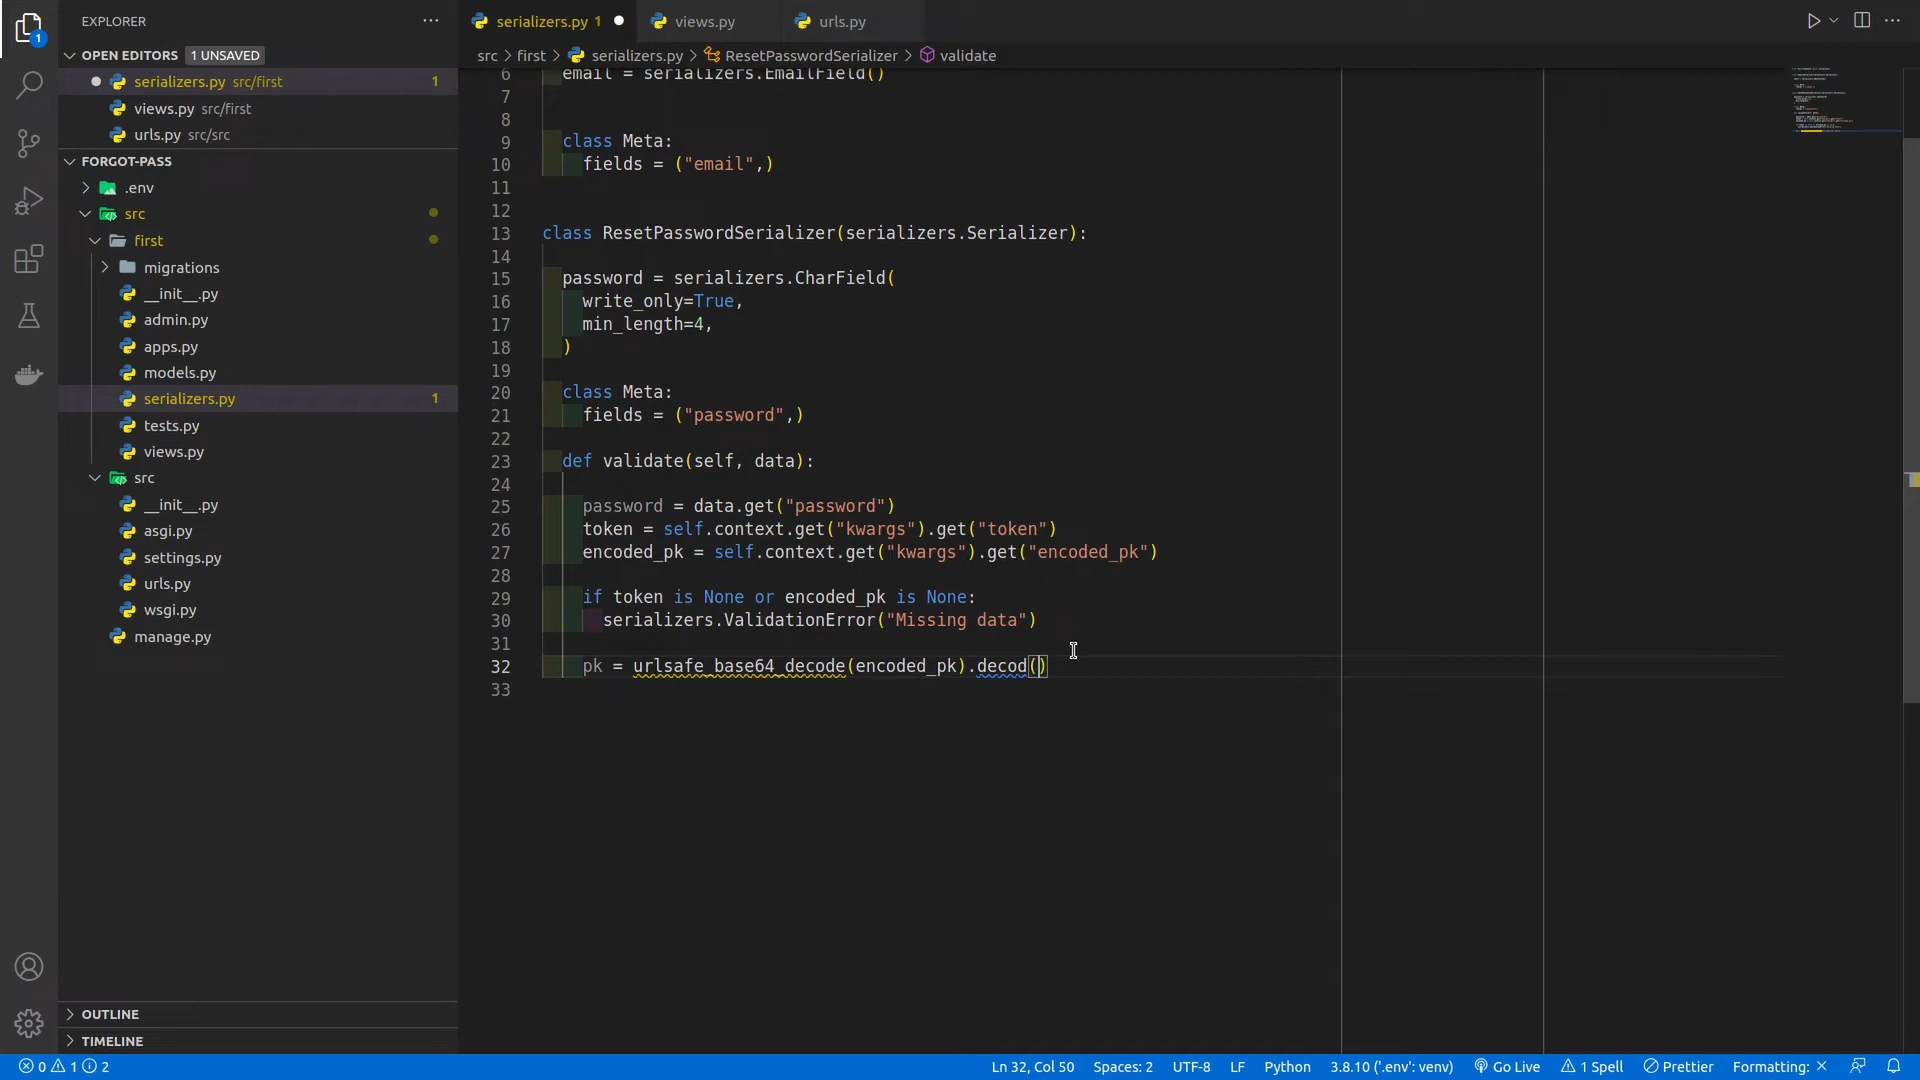 EXPLORER
serializers.py 1
views.py
urls.py
OPEN EDITORS 1 UNSAVED
src > first > serializers.py > ResetPasswordSerializer > validate
serializers.py src/first 1
views.py src/first
urls.py src/src
FORGOT-PASS
.env
src
first
migrations
__init__.py
admin.py
apps.py
models.py
serializers.py 1
tests.py
views.py
src
__init__.py
asgi.py
settings.py
urls.py
wsgi.py
manage.py
OUTLINE
TIMELINE
6 email = serializers.EmailField()
7
8
9 class Meta:
10 fields = ("email",)
11
12
13 class ResetPasswordSerializer(serializers.Serializer):
14
15 password = serializers.CharField(
16 write_only=True,
17 min_length=4,
18 )
19
20 class Meta:
21 fields = ("password",)
22
23 def validate(self, data):
24
25 password = data.get("password")
26 token = self.context.get("kwargs").get("token")
27 encoded_pk = self.context.get("kwargs").get("encoded_pk")
28
29 if token is None or encoded_pk is None:
30 serializers.ValidationError("Missing data")
31
32 pk = urlsafe_base64_decode(encoded_pk).decod()
33
1
0 1 2
Ln 32, Col 50 Spaces: 2 UTF-8 LF Python 3.8.10 ('.env': venv) Go Live 1 Spell Prettier Formatting: ×